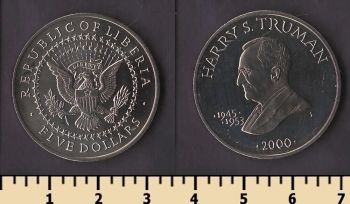 REPUBLIC OF LIBERIA
· FIVE DOLLARS ·
HARRY S. TRUMAN
· 1945
· 1953
· 2000 ·
1 2 3 4 5 6 7